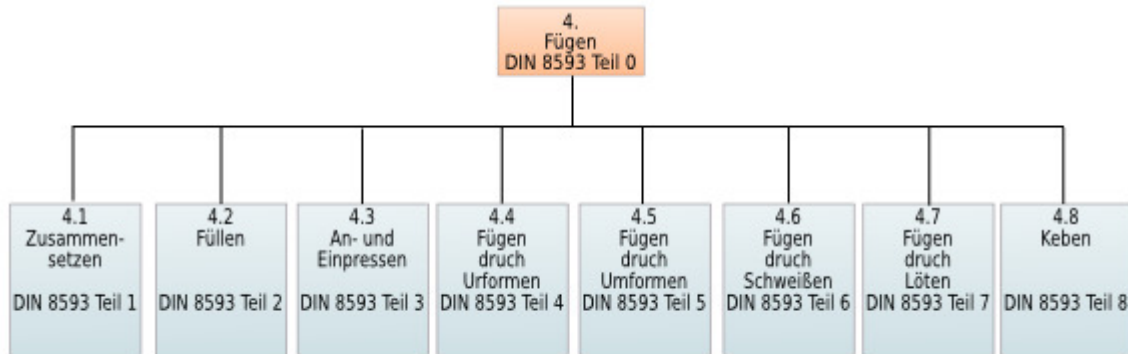 4.
Fügen
DIN 8593 Teil 0
4.1
Zusammen-
setzen
DIN 8593 Teil 1
4.2
Füllen
DIN 8593 Teil 2
4.3
An- und
Einpressen
DIN 8593 Teil 3
4.4
Fügen
druch
Urformen
DIN 8593 Teil 4
4.5
Fügen
druch
Umformen
DIN 8593 Teil 5
4.6
Fügen
druch
Schweißen
DIN 8593 Teil 6
4.7
Fügen
druch
Löten
DIN 8593 Teil 7
4.8
Keben
DIN 8593 Teil 8